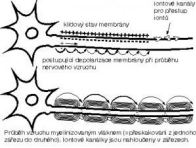 iontové kanály
pro přestup
iontů
klidový stav membrány
postupující depolarizace membrány při průběhu
nervového vzruchu
Průběh vzruchu myelinizovaným vláknem (= přeskakování z jednoho
zářezu do druhého). Iontové kanály jsou nahloučeny v zářezech.